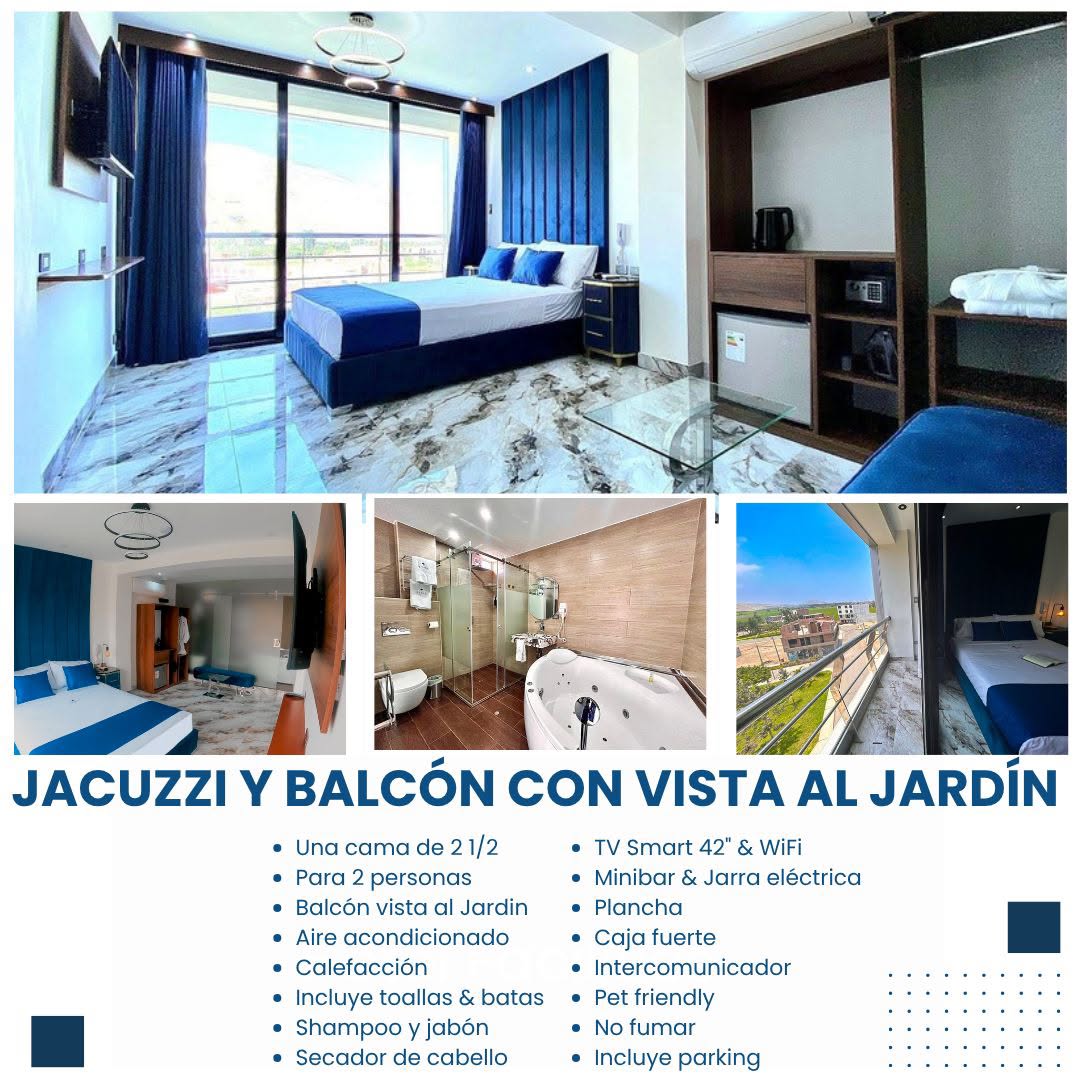 JACUZZI Y BALCÓN CON VISTA AL JARDÍN
Una cama de 2 1/2
Para 2 personas
Balcón vista al Jardin
Aire acondicionado
Calefacción
Incluye toallas & batas
Shampoo y jabón
Secador de cabello
TV Smart 42" & WiFi
Minibar & Jarra eléctrica
Plancha
Caja fuerte
Intercomunicador
Pet friendly
No fumar
Incluye parking